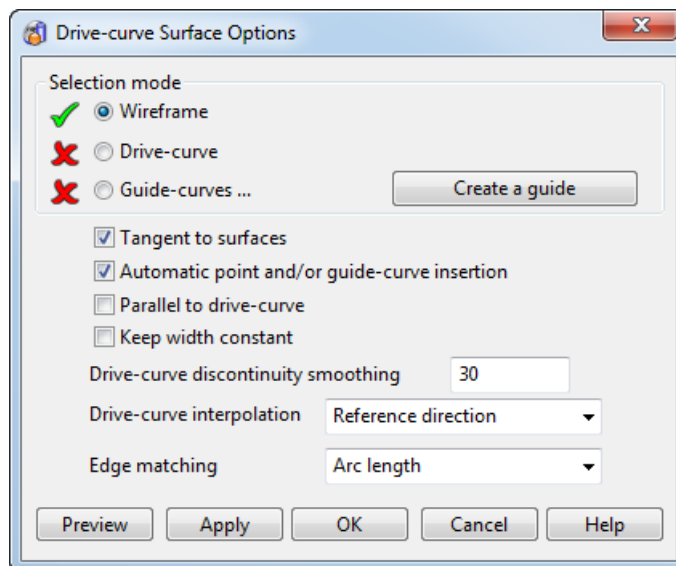 Drive-curve Surface Options
Selection mode
Wireframe
Drive-curve
Guide-curves ... Create a guide
Tangent to surfaces
Automatic point and/or guide-curve insertion
Parallel to drive-curve
Keep width constant
Drive-curve discontinuity smoothing 30
Drive-curve interpolation Reference direction
Edge matching Arc length
Preview Apply OK Cancel Help